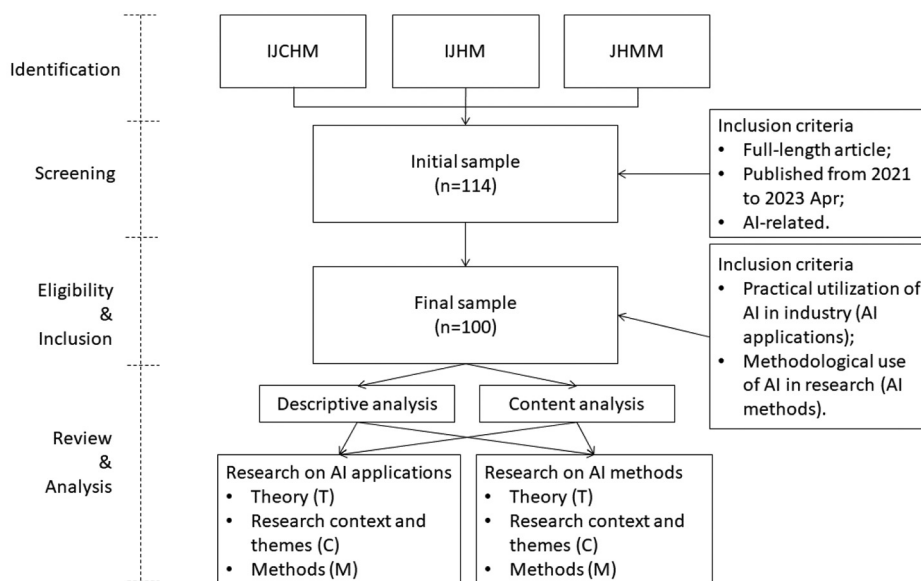 Identification
IJCHM
IJHM
JHMM
Screening
Initial sample
(n=114)
Inclusion criteria
• Full-length article;
• Published from 2021
to 2023 Apr;
• AI-related.
Eligibility
&
Inclusion
Final sample
(n=100)
Inclusion criteria
• Practical utilization of
AI in industry (AI
applications);
• Methodological use
of AI in research (AI
methods).
Review
&
Analysis
Descriptive analysis
Content analysis
Research on AI applications
• Theory (T)
• Research context and
themes (C)
• Methods (M)
Research on AI methods
• Theory (T)
• Research context and
themes (C)
• Methods (M)